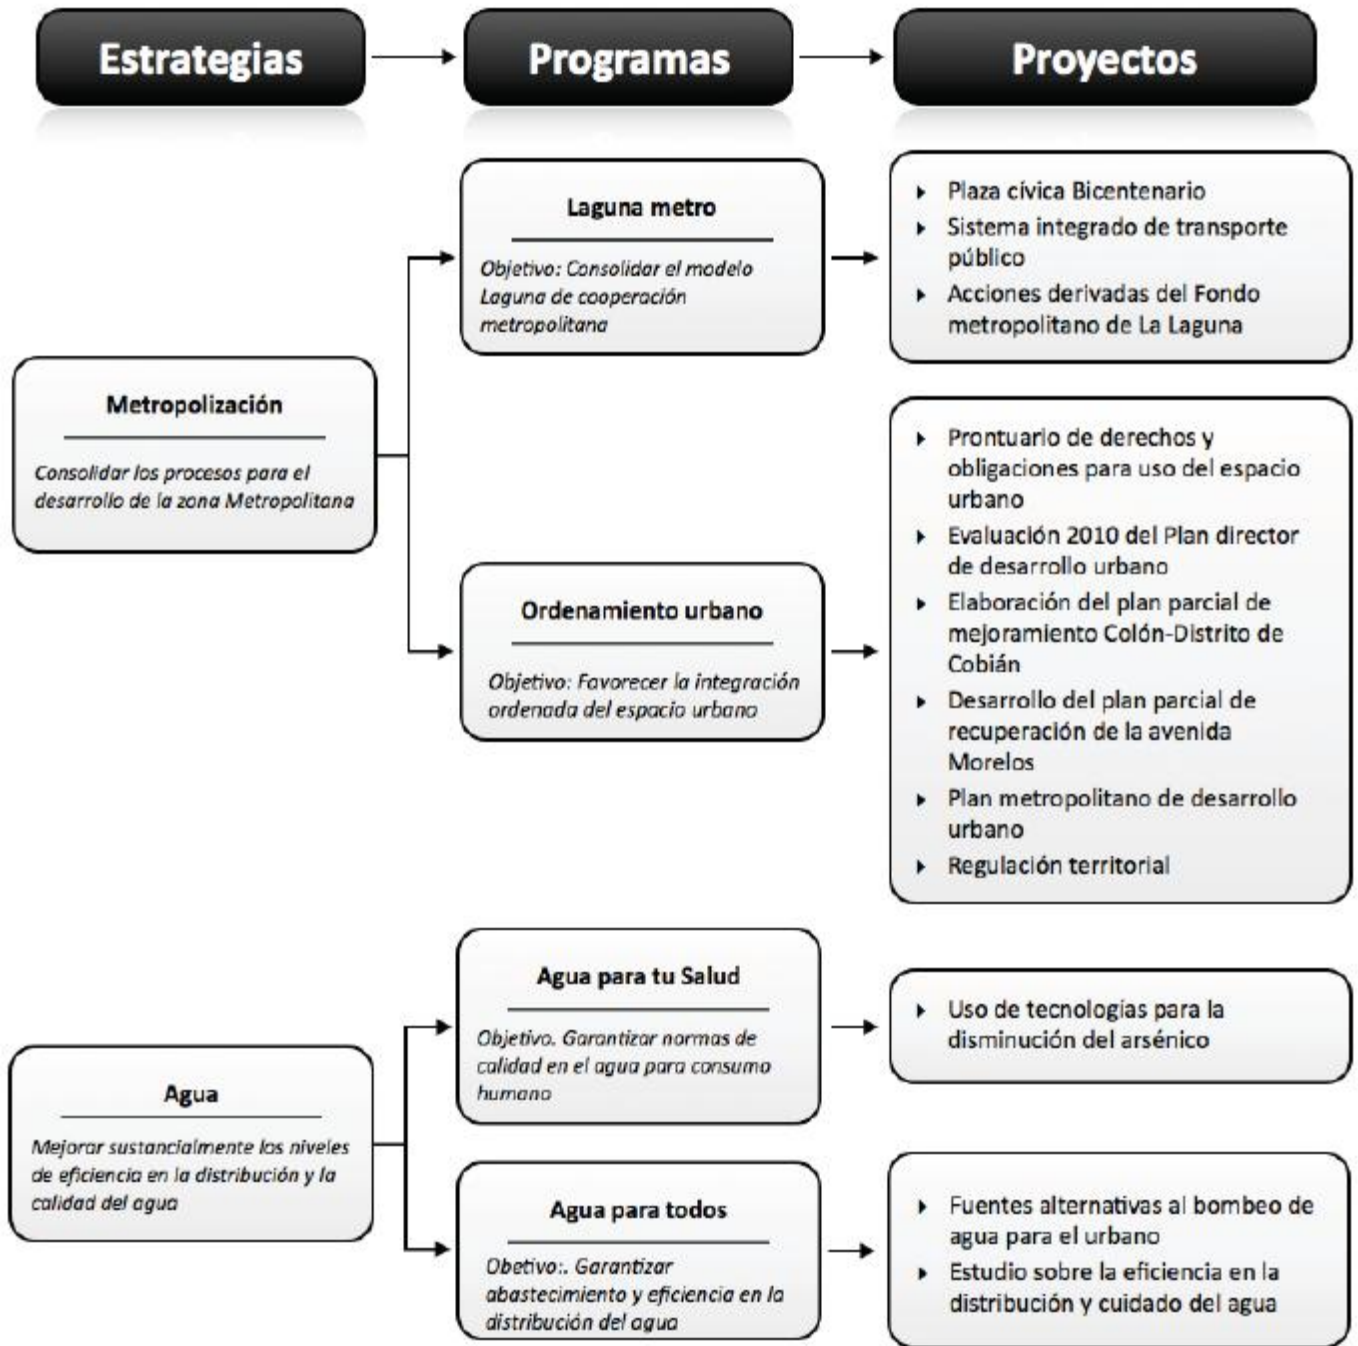 Estrategias
Programas
Proyectos
Metropolización
Consolidar los procesos para el
desarrollo de la zona Metropolitana
Laguna metro
Objetivo: Consolidar el modelo
Laguna de cooperación
metropolitana
Plaza cívica Bicentenario
Sistema integrado de transporte
público
Acciones derivadas del Fondo
metropolitano de La Laguna
Ordenamiento urbano
Objetivo: Favorecer la integración
ordenada del espacio urbano
Prontuario de derechos y
obligaciones para uso del espacio
urbano
Evaluación 2010 del Plan director
de desarrollo urbano
Elaboración del plan parcial de
mejoramiento Colón-Distrito de
Cobián
Desarrollo del plan parcial de
recuperación de la avenida
Morelos
Plan metropolitano de desarrollo
urbano
Regulación territorial
Agua
Mejorar sustancialmente los niveles
de eficiencia en la distribución y la
calidad del agua
Agua para tu Salud
Objetivo. Garantizar normas de
calidad en el agua para consumo
humano
Uso de tecnologías para la
disminución del arsénico
Agua para todos
Obetivo:. Garantizar
abastecimiento y eficiencia en la
distribución del agua
Fuentes alternativas al bombeo de
agua para el urbano
Estudio sobre la eficiencia en la
distribución y cuidado del agua